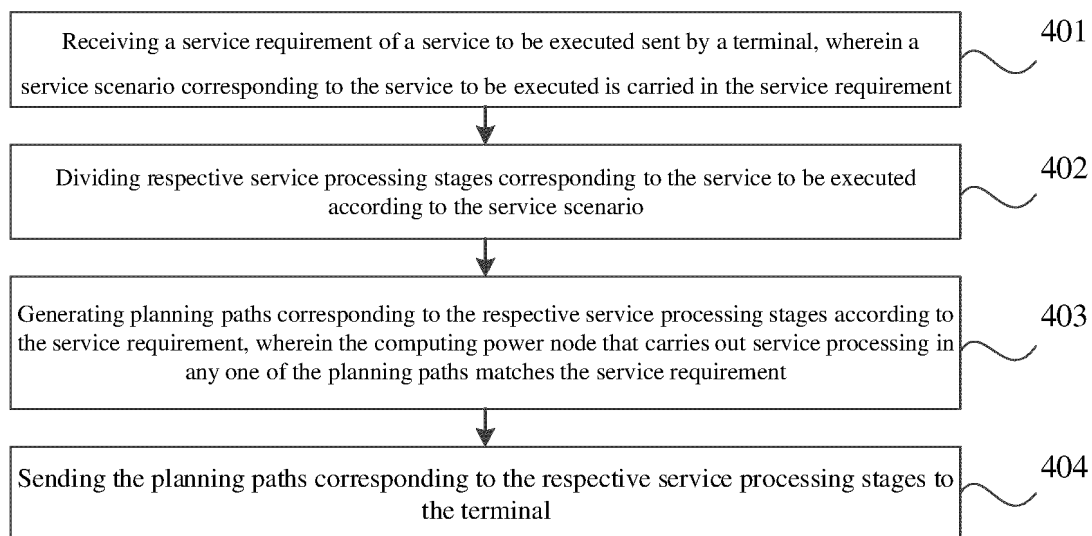 Receiving a service requirement of a service to be executed sent by a terminal, wherein a
service scenario corresponding to the service to be executed is carried in the service requirement
401
Dividing respective service processing stages corresponding to the service to be executed
according to the service scenario
402
Generating planning paths corresponding to the respective service processing stages according to
the service requirement, wherein the computing power node that carries out service processing in
any one of the planning paths matches the service requirement
403
Sending the planning paths corresponding to the respective service processing stages to
the terminal
404